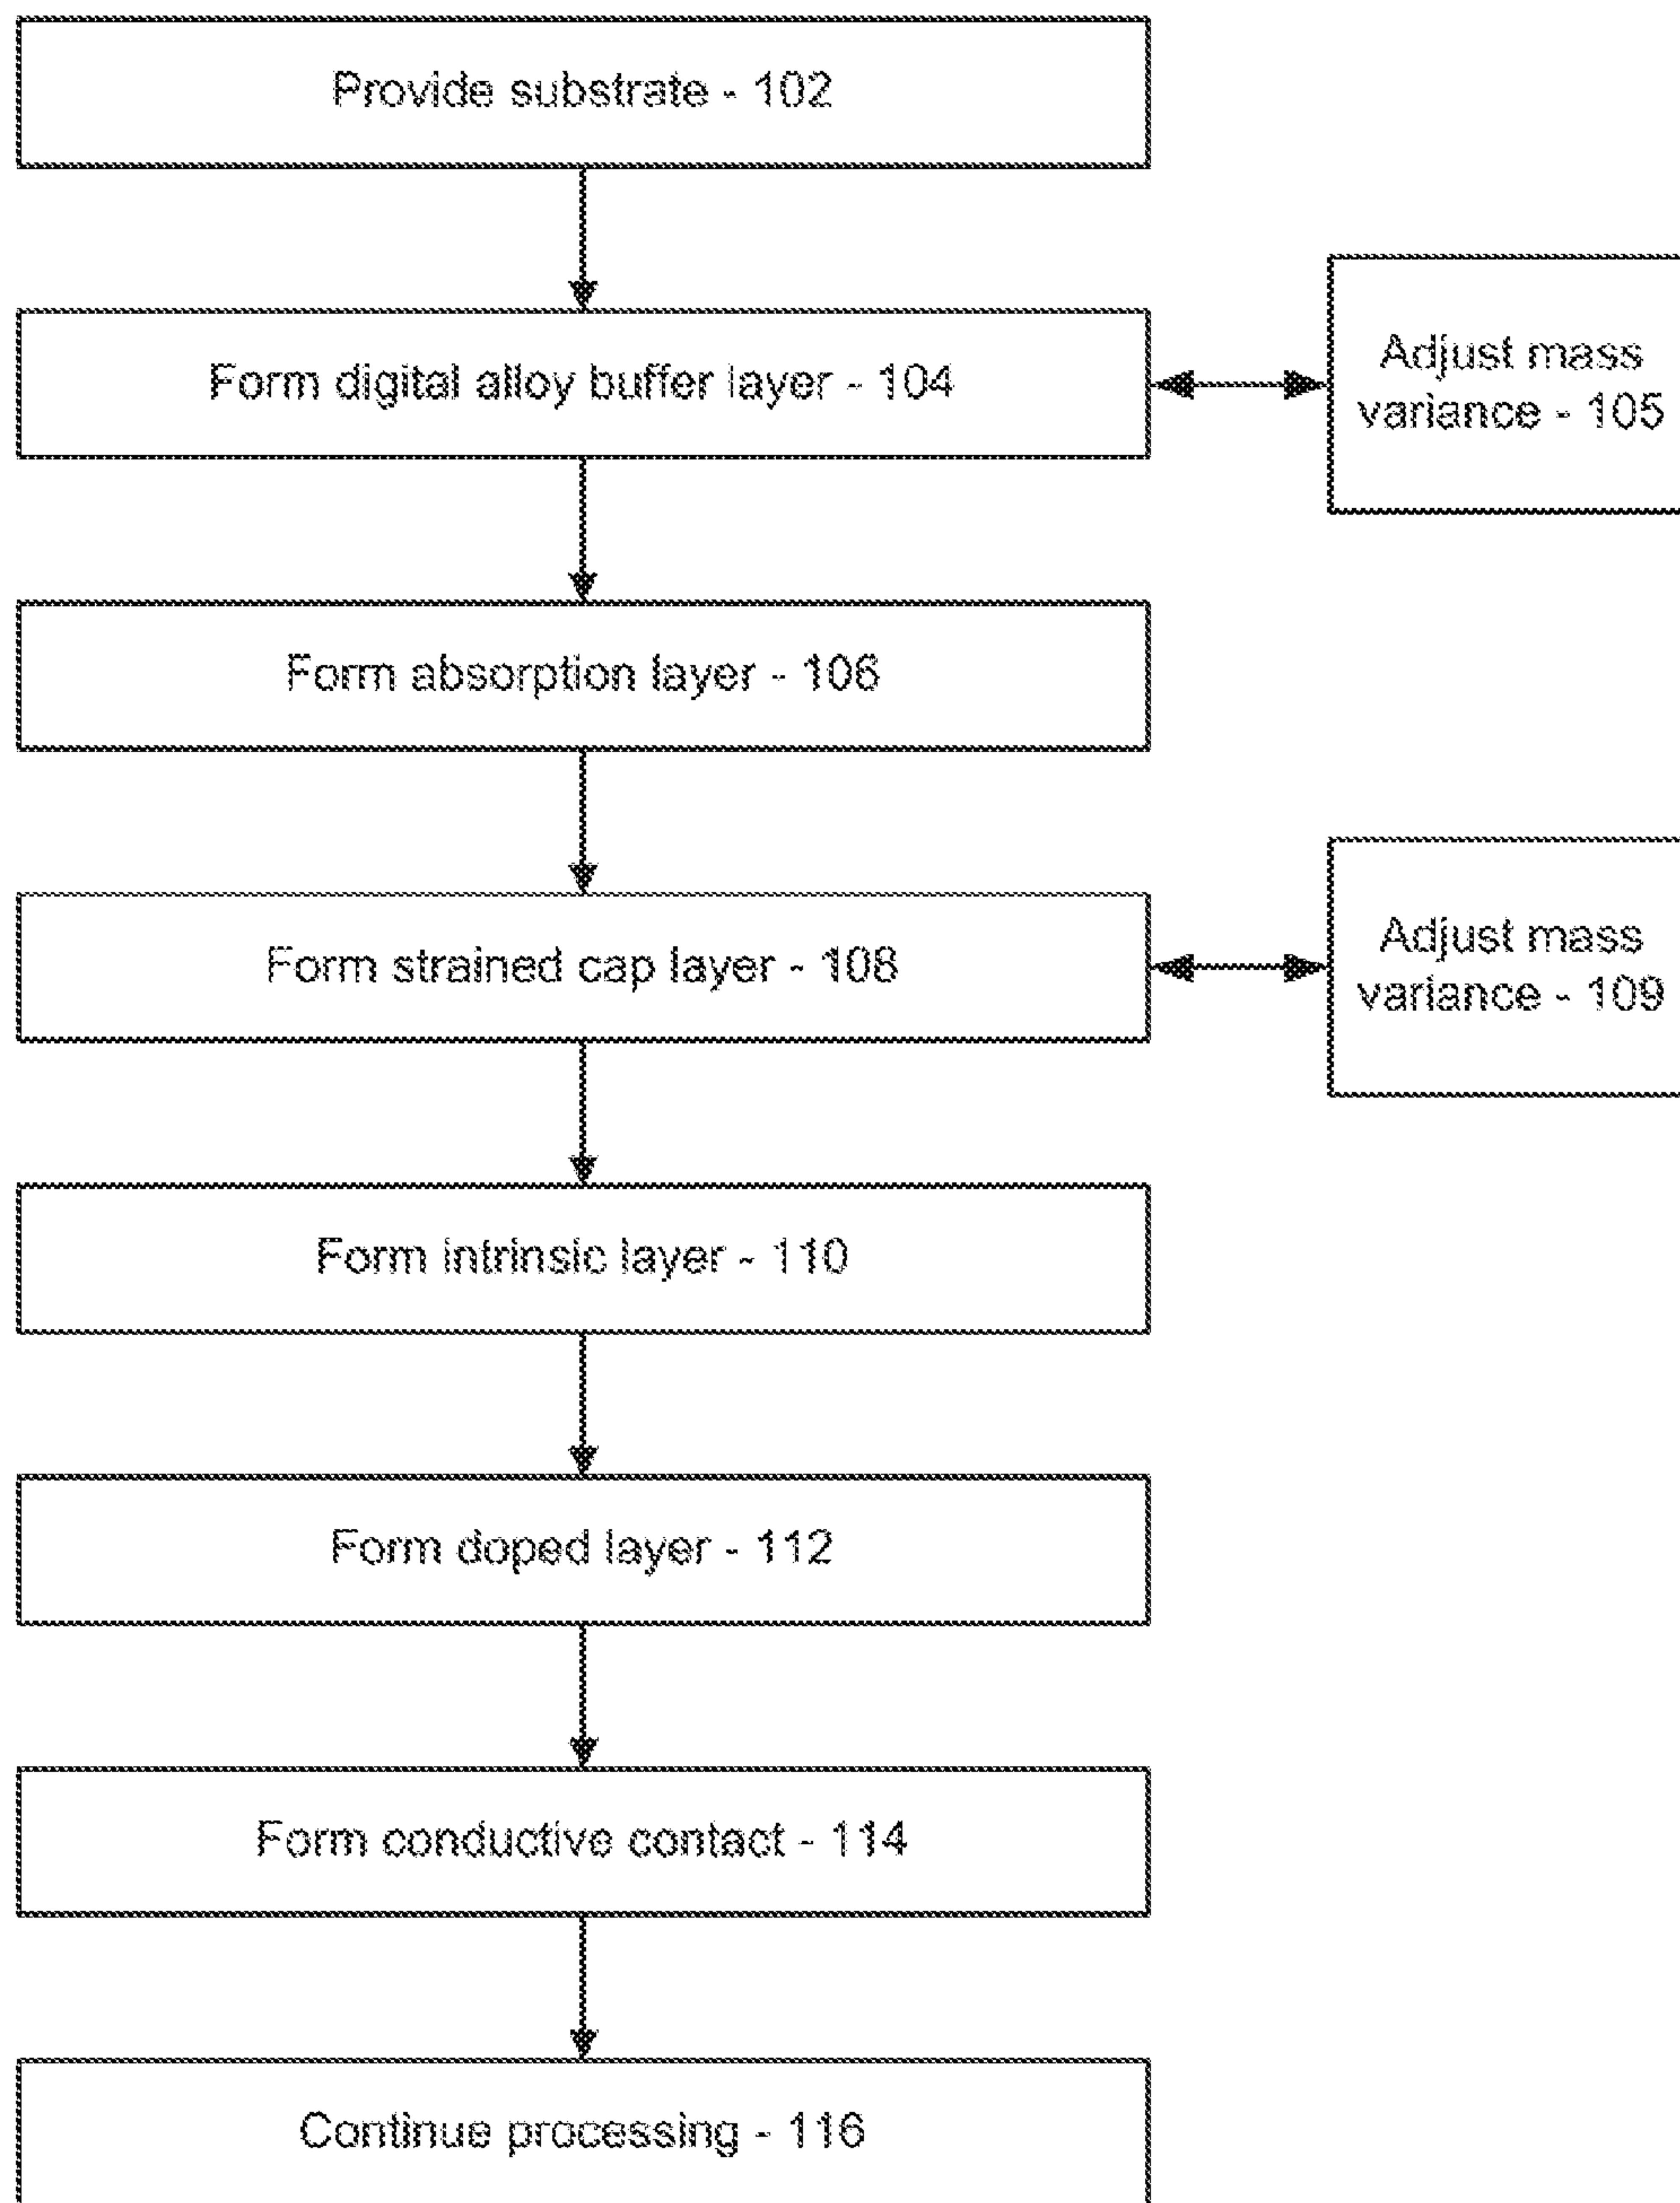 Provide substrate - 102
Form digital alloy buffer layer - 104
Adjust mass
variance - 105
Form absorption layer - 106
Form strained cap layer - 108
Adjust mass
variance - 109
Form intrinsic layer - 110
Form doped layer - 112
Form conductive contact - 114
Continue processing - 116